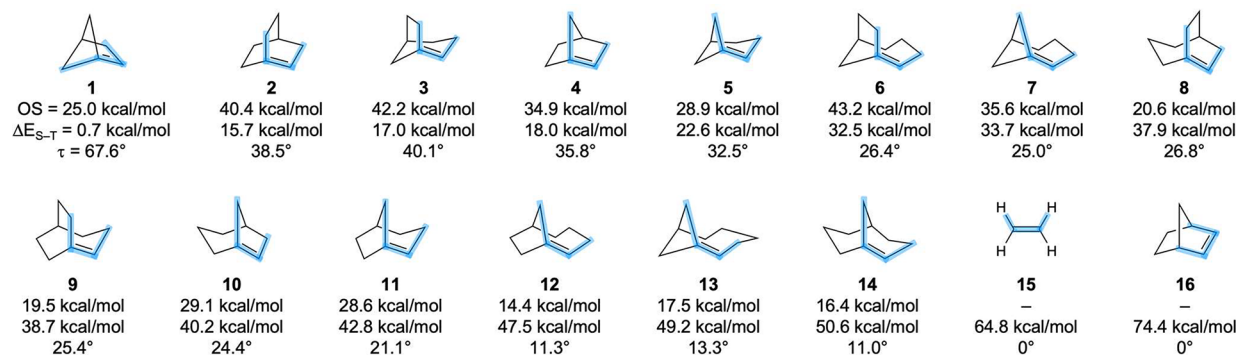 1 2 3 4 5 6 7 8
OS = 25.0 kcal/mol 40.4 kcal/mol 42.2 kcal/mol 34.9 kcal/mol 28.9 kcal/mol 43.2 kcal/mol 35.6 kcal/mol 20.6 kcal/mol
ΔE_S–T = 0.7 kcal/mol 15.7 kcal/mol 17.0 kcal/mol 18.0 kcal/mol 22.6 kcal/mol 32.5 kcal/mol 33.7 kcal/mol 37.9 kcal/mol
τ = 67.6° 38.5° 40.1° 35.8° 32.5° 26.4° 25.0° 26.8°
H H
H H
9 10 11 12 13 14 15 16
19.5 kcal/mol 29.1 kcal/mol 28.6 kcal/mol 14.4 kcal/mol 17.5 kcal/mol 16.4 kcal/mol – –
38.7 kcal/mol 40.2 kcal/mol 42.8 kcal/mol 47.5 kcal/mol 49.2 kcal/mol 50.6 kcal/mol 64.8 kcal/mol 74.4 kcal/mol
25.4° 24.4° 21.1° 11.3° 13.3° 11.0° 0° 0°